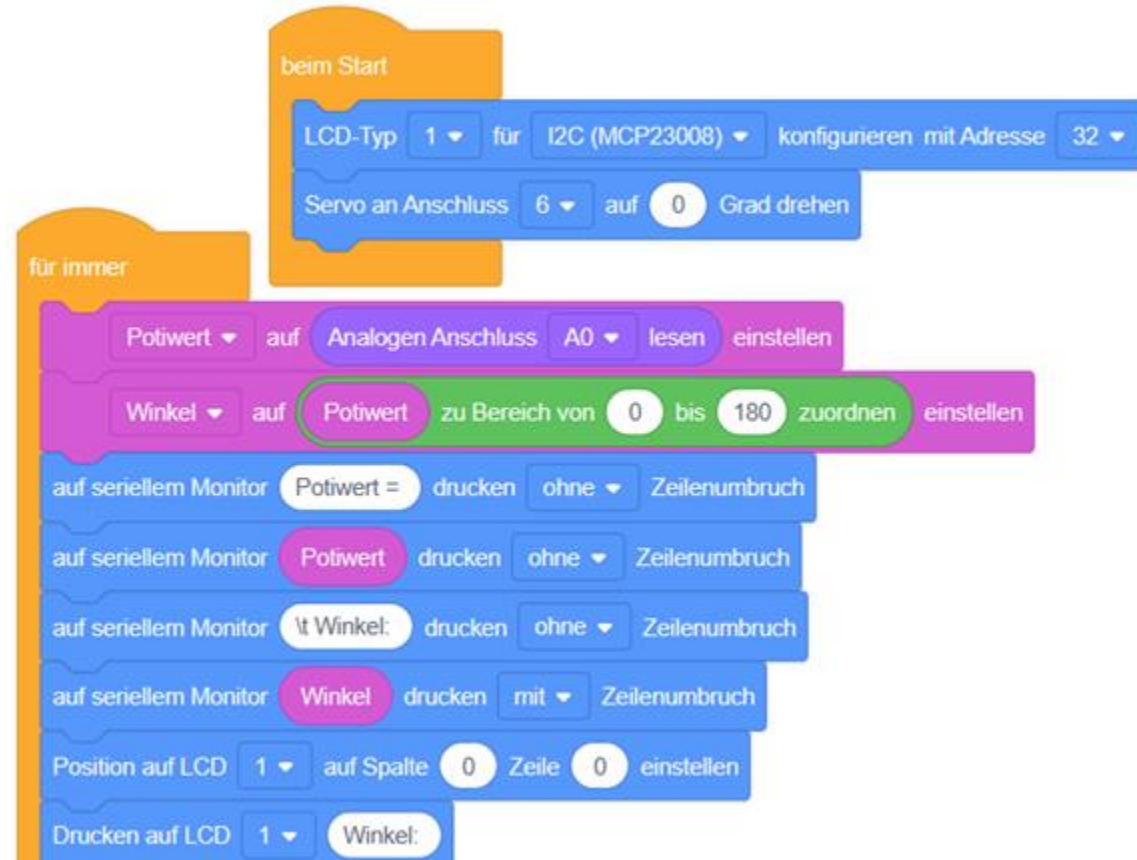 beim Start
LCD-Typ 1 für I2C (MCP23008) konfigurieren mit Adresse 32
Servo an Anschluss 6 auf 0 Grad drehen
für immer
Potiwert auf Analogen Anschluss A0 lesen einstellen
Winkel auf Potiwert zu Bereich von 0 bis 180 zuordnen einstellen
auf seriellem Monitor Potiwert = drucken ohne Zeilenumbruch
auf seriellem Monitor Potiwert drucken ohne Zeilenumbruch
auf seriellem Monitor \t Winkel: drucken ohne Zeilenumbruch
auf seriellem Monitor Winkel drucken mit Zeilenumbruch
Position auf LCD 1 auf Spalte 0 Zeile 0 einstellen
Drucken auf LCD 1 Winkel: